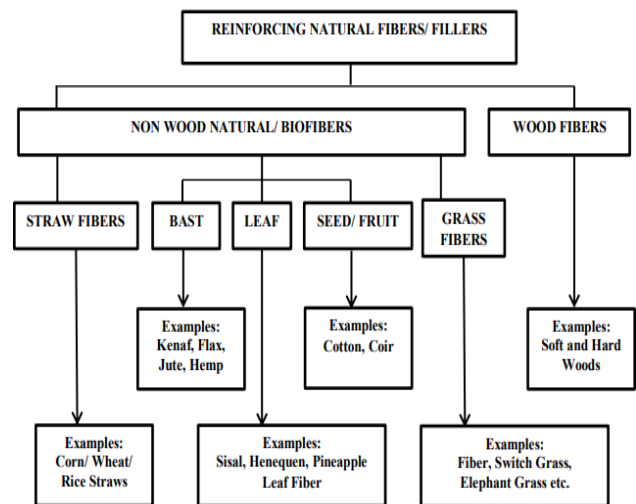 REINFORCING NATURAL FIBERS/ FILLERS
NON WOOD NATURAL/ BIOFIBERS
WOOD FIBERS
STRAW FIBERS
BAST
LEAF
SEED/ FRUIT
GRASS
FIBERS
Examples:
Kenaf, Flax,
Jute, Hemp
Examples:
Cotton, Coir
Examples:
Soft and Hard
Woods
Examples:
Corn/ Wheat/
Rice Straws
Examples:
Sisal, Henequen, Pineapple
Leaf Fiber
Examples:
Fiber, Switch Grass,
Elephant Grass etc.